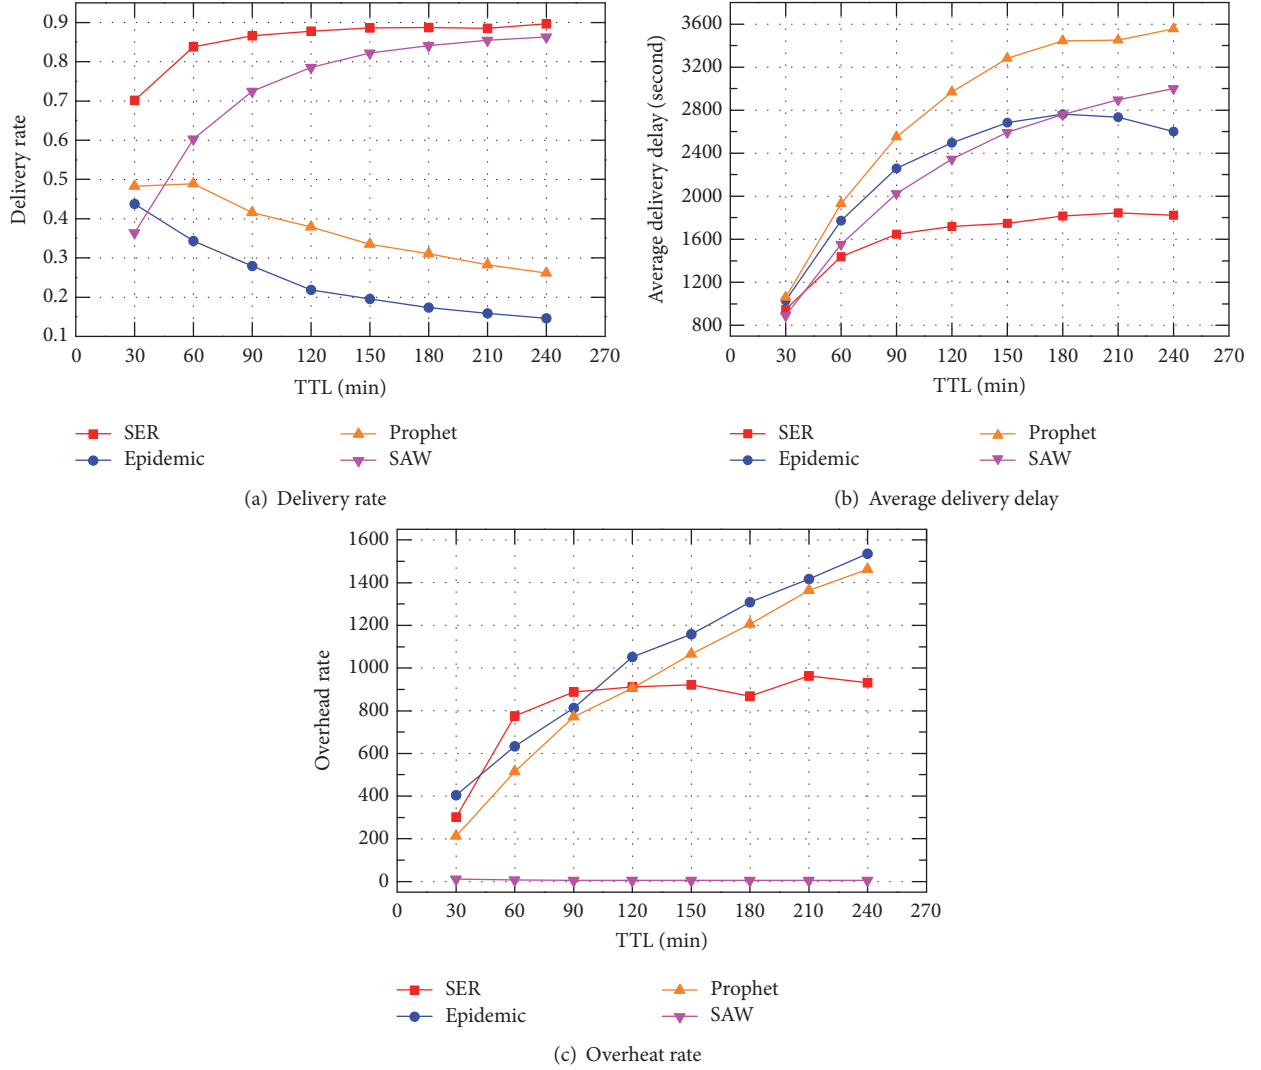 0.9
0.8
0.7
0.6
0.5
0.4
0.3
0.2
0.1
Delivery rate
0 30 60 90 120 150 180 210 240 270
TTL (min)
SER Prophet
Epidemic SAW
(a) Delivery rate
3600
3200
2800
2400
2000
1600
1200
800
Average delivery delay (second)
0 30 60 90 120 150 180 210 240 270
TTL (min)
SER Prophet
Epidemic SAW
(b) Average delivery delay
1600
1400
1200
1000
800
600
400
200
0
Overhead rate
0 30 60 90 120 150 180 210 240 270
TTL (min)
SER Prophet
Epidemic SAW
(c) Overheat rate